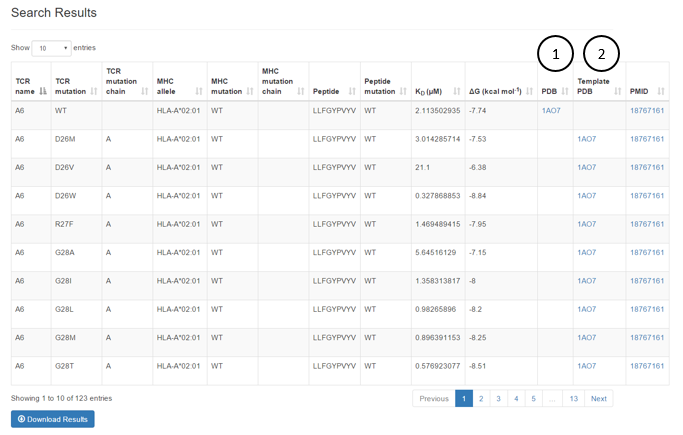 Search Results
1 2
Show 10 entries
TCR name TCR mutation TCR mutation chain MHC allele MHC mutation MHC mutation chain Peptide Peptide mutation KD (μM) ΔG (kcal mol-1) PDB Template PDB PMID
A6 WT HLA-A*02:01 WT LLFGYPVYV WT 2.113502935 -7.74 1AO7 18767161
A6 D26M A HLA-A*02:01 WT LLFGYPVYV WT 3.014285714 -7.53 1AO7 18767161
A6 D26V A HLA-A*02:01 WT LLFGYPVYV WT 21.1 -6.38 1AO7 18767161
A6 D26W A HLA-A*02:01 WT LLFGYPVYV WT 0.327868853 -8.84 1AO7 18767161
A6 R27F A HLA-A*02:01 WT LLFGYPVYV WT 1.469489415 -7.95 1AO7 18767161
A6 G28A A HLA-A*02:01 WT LLFGYPVYV WT 5.64516129 -7.15 1AO7 18767161
A6 G28I A HLA-A*02:01 WT LLFGYPVYV WT 1.358313817 -8 1AO7 18767161
A6 G28L A HLA-A*02:01 WT LLFGYPVYV WT 0.98265896 -8.2 1AO7 18767161
A6 G28M A HLA-A*02:01 WT LLFGYPVYV WT 0.896391153 -8.25 1AO7 18767161
A6 G28T A HLA-A*02:01 WT LLFGYPVYV WT 0.576923077 -8.51 1AO7 18767161
Showing 1 to 10 of 123 entries Previous 1 2 3 4 5 ... 13 Next
Download Results